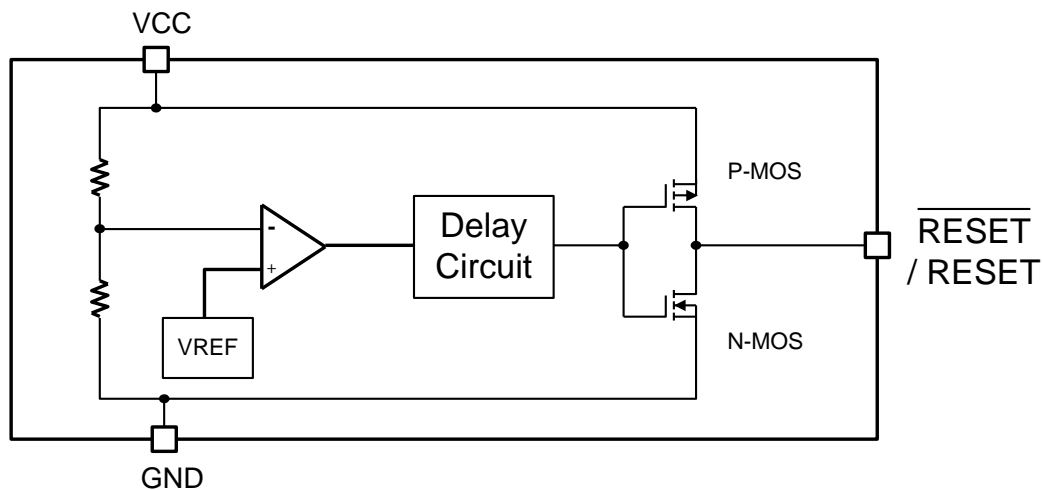 VCC
P-MOS
-
Delay
Circuit
RESET
/ RESET
+
VREF
N-MOS
GND